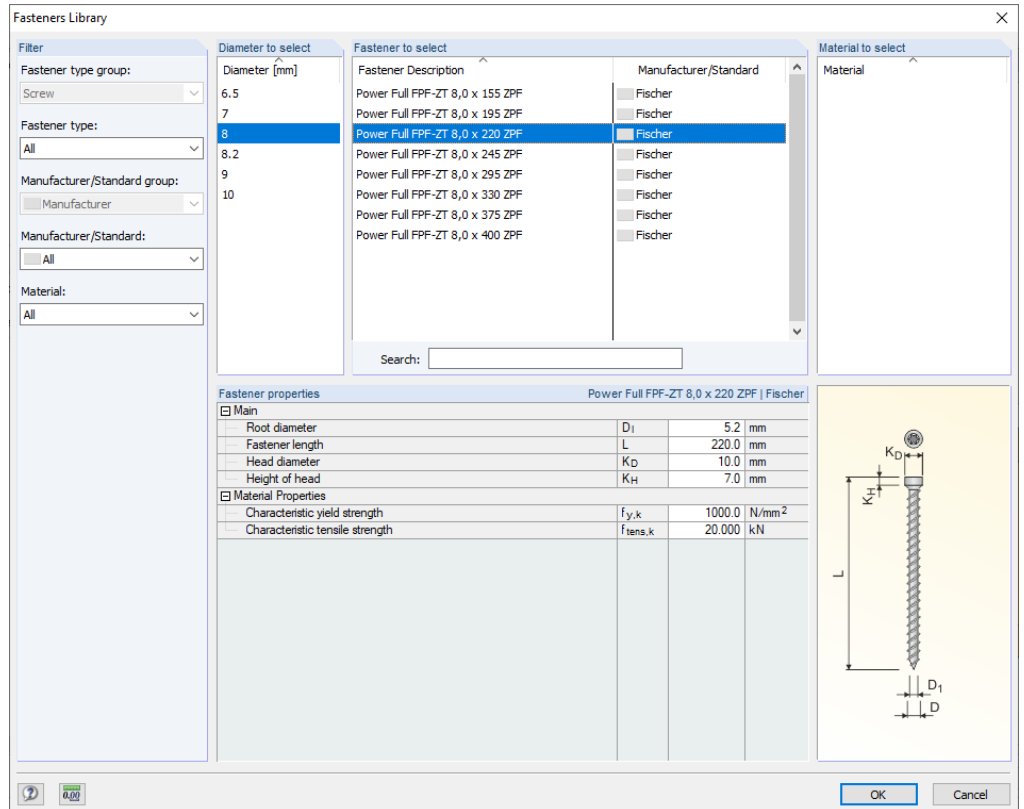 Fasteners Library
Filter
Fastener type group:
Screw
Fastener type:
All
Manufacturer/Standard group:
Manufacturer
Manufacturer/Standard:
All
Material:
All
Diameter to select
Diameter [mm]
6.5
7
8
8.2
9
10
Fastener to select
Fastener Description Manufacturer/Standard
Power Full FPF-ZT 8,0 x 155 ZPF Fischer
Power Full FPF-ZT 8,0 x 195 ZPF Fischer
Power Full FPF-ZT 8,0 x 220 ZPF Fischer
Power Full FPF-ZT 8,0 x 245 ZPF Fischer
Power Full FPF-ZT 8,0 x 295 ZPF Fischer
Power Full FPF-ZT 8,0 x 330 ZPF Fischer
Power Full FPF-ZT 8,0 x 375 ZPF Fischer
Power Full FPF-ZT 8,0 x 400 ZPF Fischer
Search:
Material to select
Material
Fastener properties Power Full FPF-ZT 8,0 x 220 ZPF | Fischer
Main
Root diameter D1 5.2 mm
Fastener length L 220.0 mm
Head diameter KD 10.0 mm
Height of head KH 7.0 mm
Material Properties
Characteristic yield strength fy,k 1000.0 N/mm2
Characteristic tensile strength ftens,k 20.000 kN
KD
KH
L
D1
D
0.00
OK Cancel